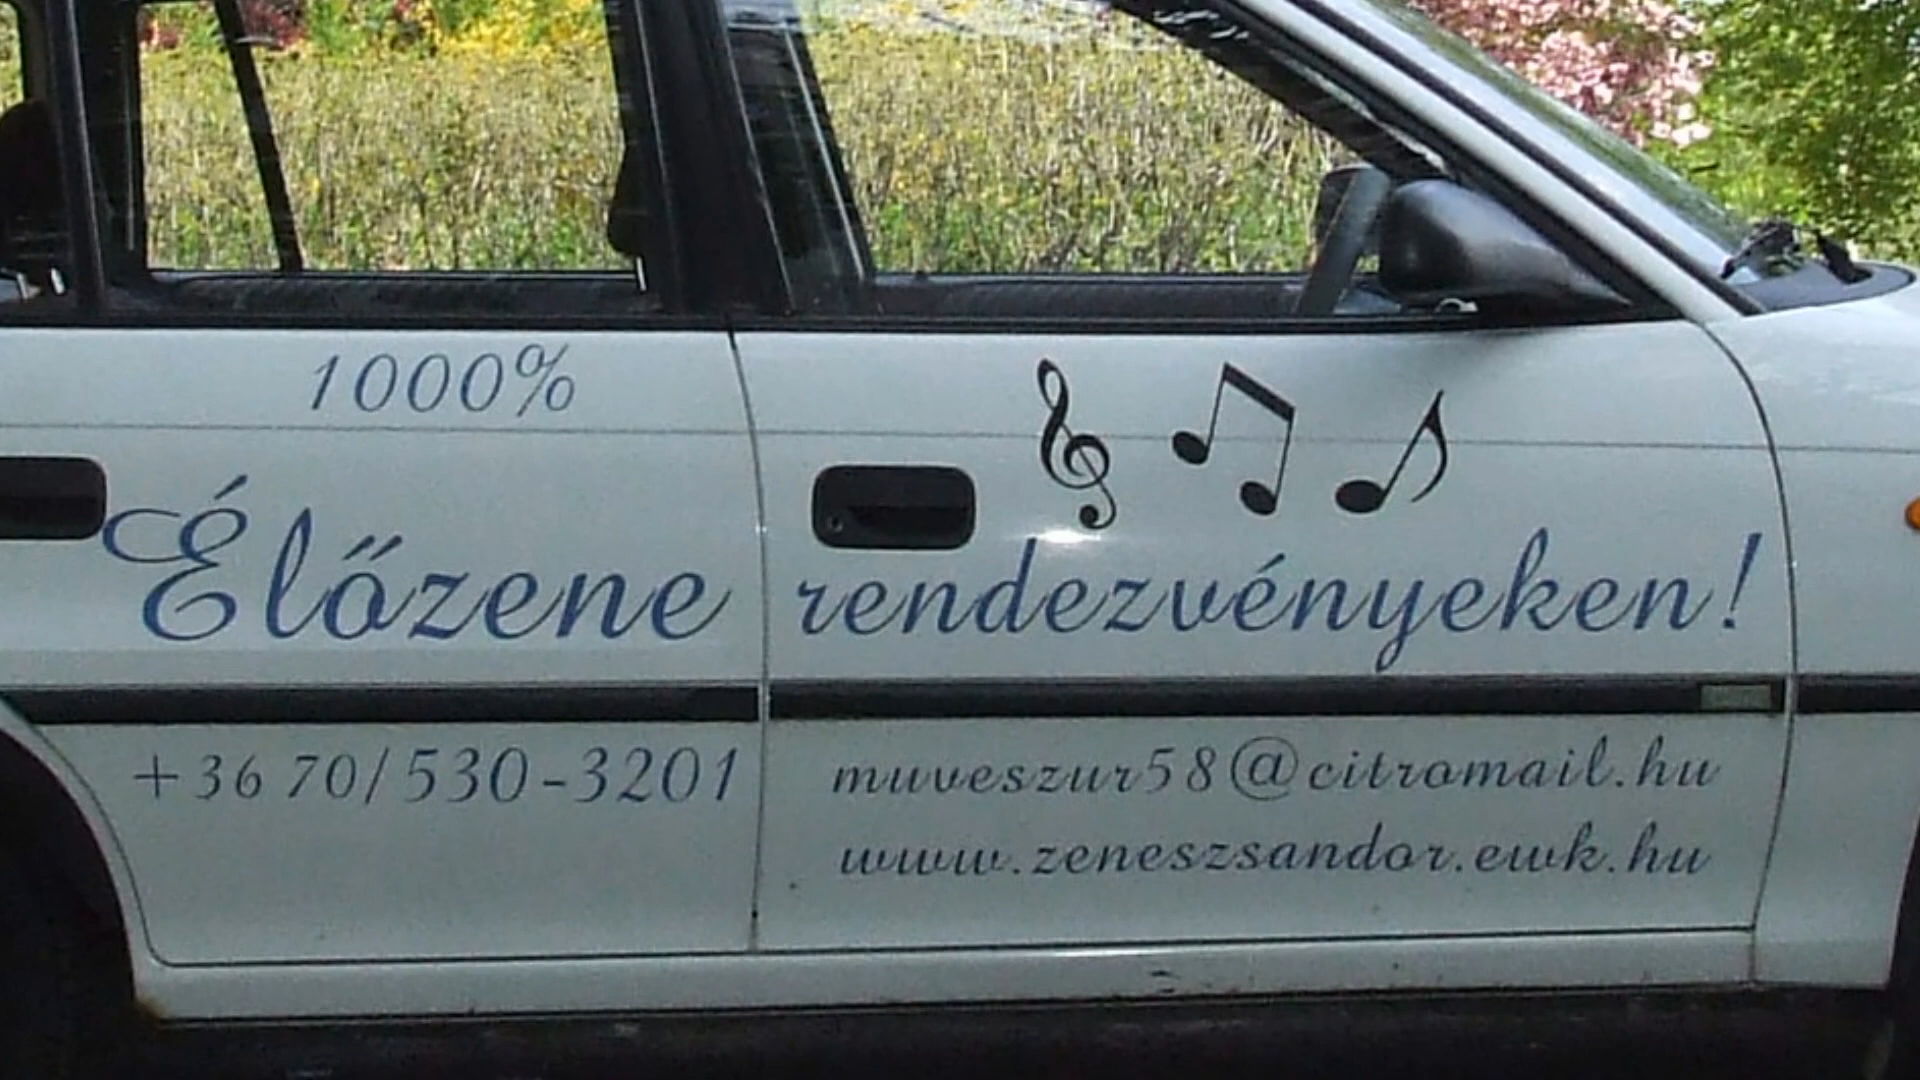 1000%
Élőzene rendezvényeken!
+36 70/530-3201
muveszur58@citromail.hu
www.zeneszsandor.ewk.hu